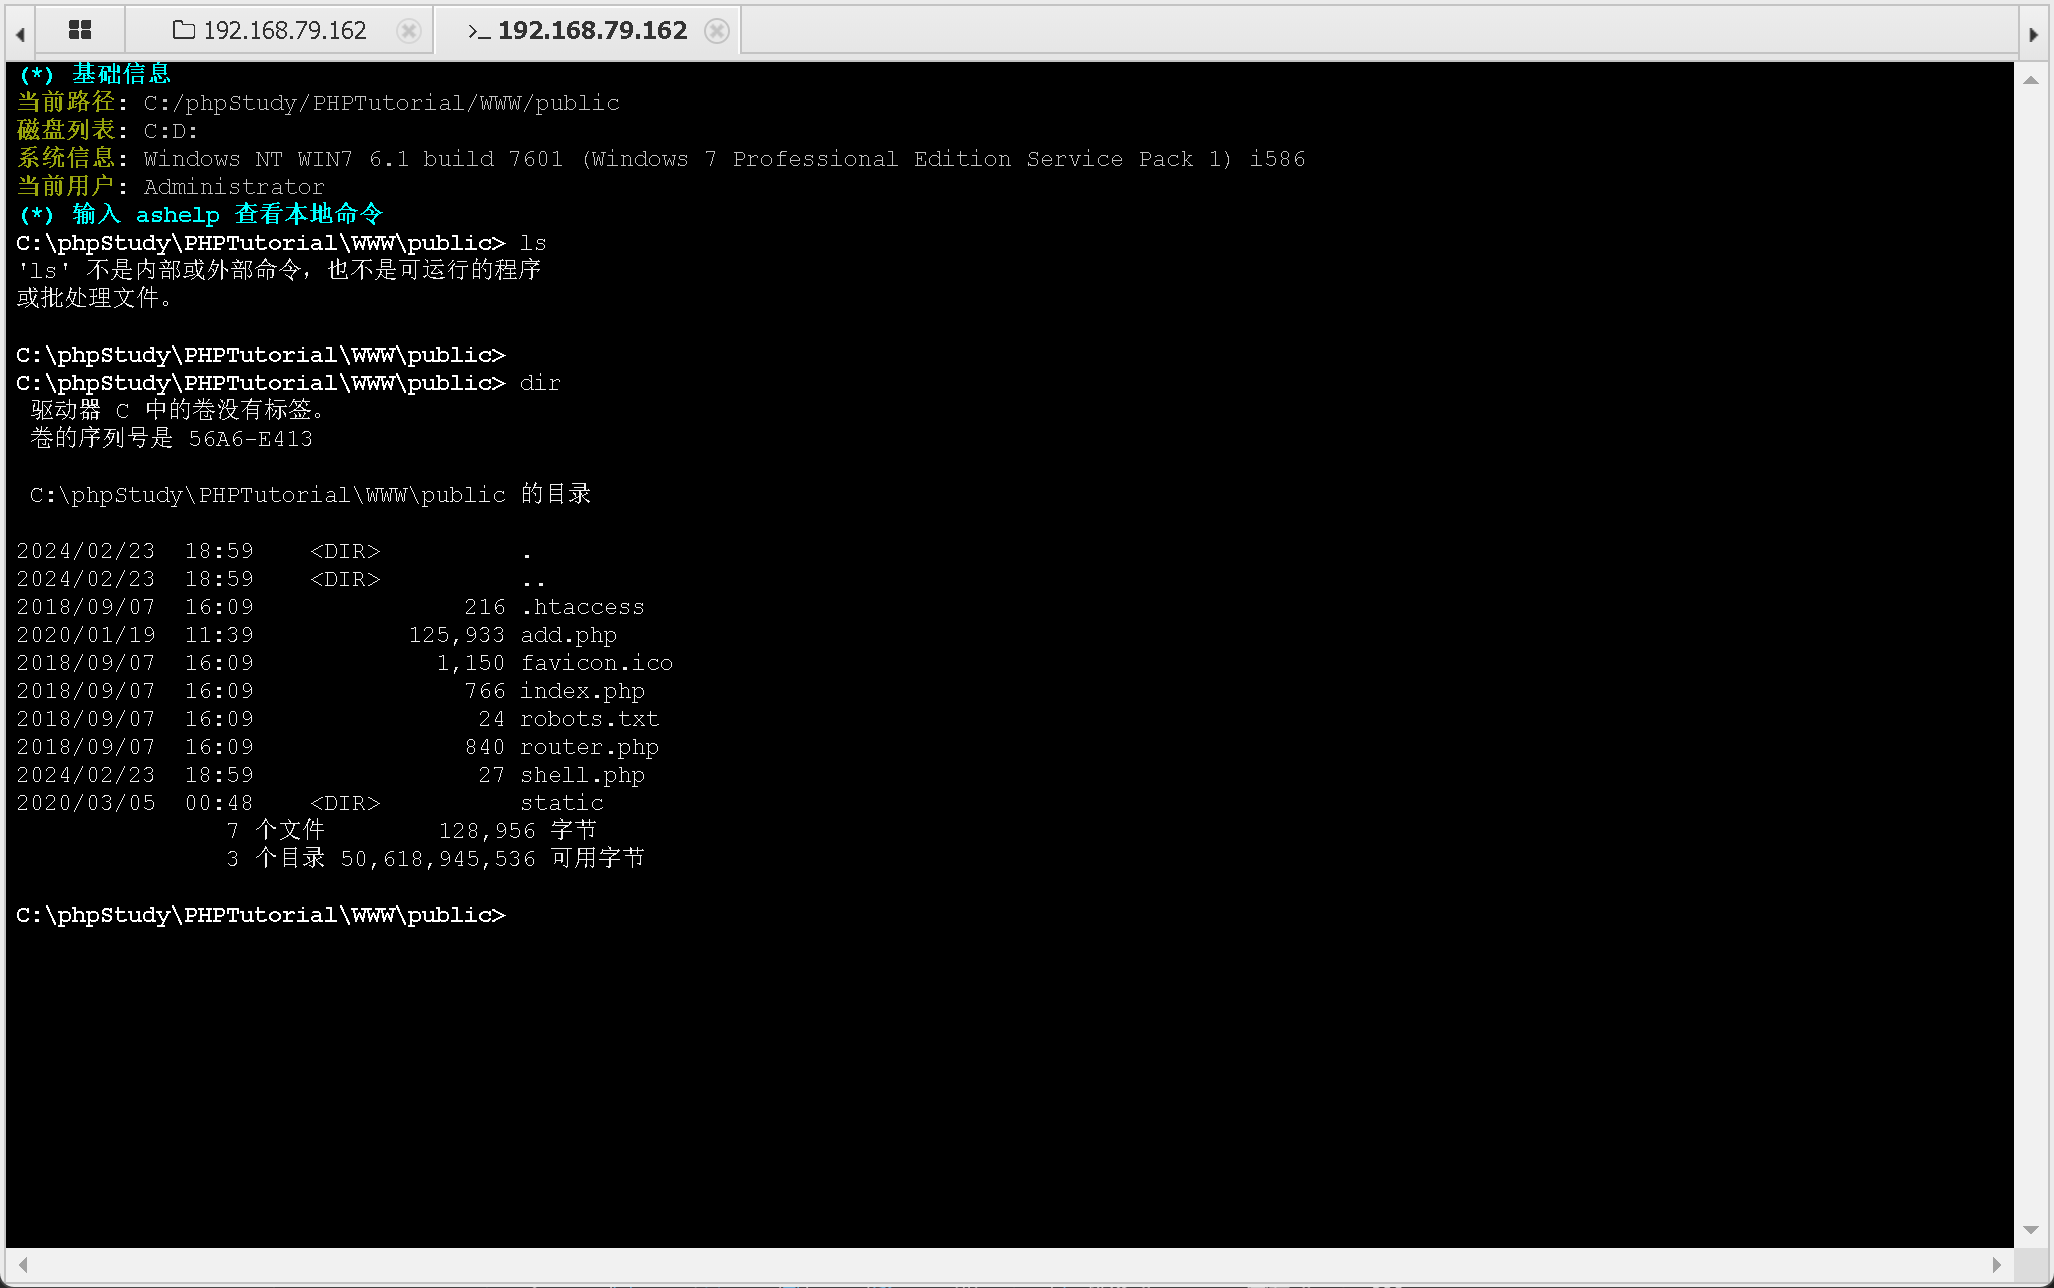 192.168.79.162 >_ 192.168.79.162
(*) 基础信息
当前路径: C:/phpStudy/PHPTutorial/WWW/public
磁盘列表: C:D:
系统信息: Windows NT WIN7 6.1 build 7601 (Windows 7 Professional Edition Service Pack 1) i586
当前用户: Administrator
(*) 输入 ashelp 查看本地命令
C:\phpStudy\PHPTutorial\WWW\public> ls
'ls' 不是内部或外部命令，也不是可运行的程序
或批处理文件。
C:\phpStudy\PHPTutorial\WWW\public>
C:\phpStudy\PHPTutorial\WWW\public> dir
驱动器 C 中的卷没有标签。
卷的序列号是 56A6-E413
C:\phpStudy\PHPTutorial\WWW\public 的目录
2024/02/23  18:59    <DIR>          .
2024/02/23  18:59    <DIR>          ..
2018/09/07  16:09               216 .htaccess
2020/01/19  11:39           125,933 add.php
2018/09/07  16:09             1,150 favicon.ico
2018/09/07  16:09               766 index.php
2018/09/07  16:09                24 robots.txt
2018/09/07  16:09               840 router.php
2024/02/23  18:59                27 shell.php
2020/03/05  00:48    <DIR>          static
7 个文件        128,956 字节
3 个目录 50,618,945,536 可用字节
C:\phpStudy\PHPTutorial\WWW\public>